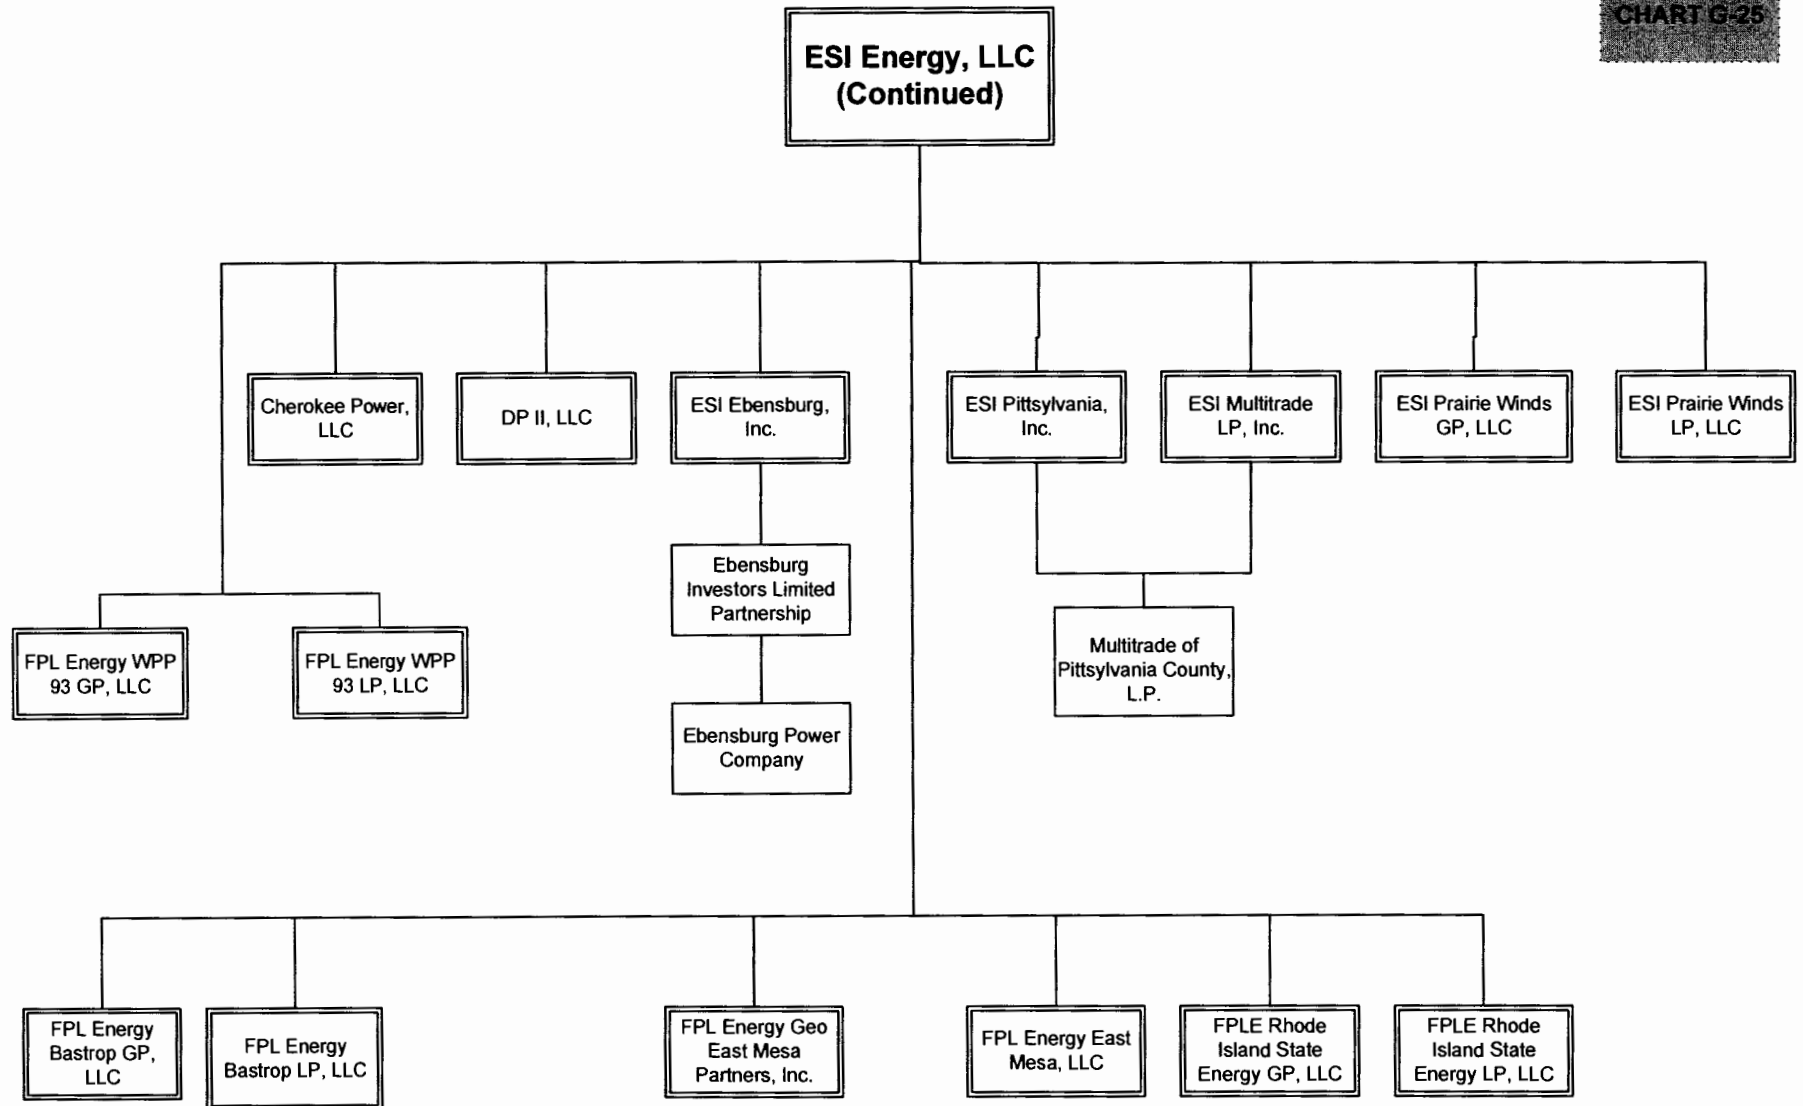 CHART G-25
ESI Energy, LLC
(Continued)
Cherokee Power,
LLC
DP II, LLC
ESI Ebensburg,
Inc.
ESI Pittsylvania,
Inc.
ESI Multitrade
LP, Inc.
ESI Prairie Winds
GP, LLC
ESI Prairie Winds
LP, LLC
Ebensburg
Investors Limited
Partnership
Multitrade of
Pittsylvania County,
L.P.
FPL Energy WPP
93 GP, LLC
FPL Energy WPP
93 LP, LLC
Ebensburg Power
Company
FPL Energy
Bastrop GP,
LLC
FPL Energy
Bastrop LP, LLC
FPL Energy Geo
East Mesa
Partners, Inc.
FPL Energy East
Mesa, LLC
FPLE Rhode
Island State
Energy GP, LLC
FPLE Rhode
Island State
Energy LP, LLC